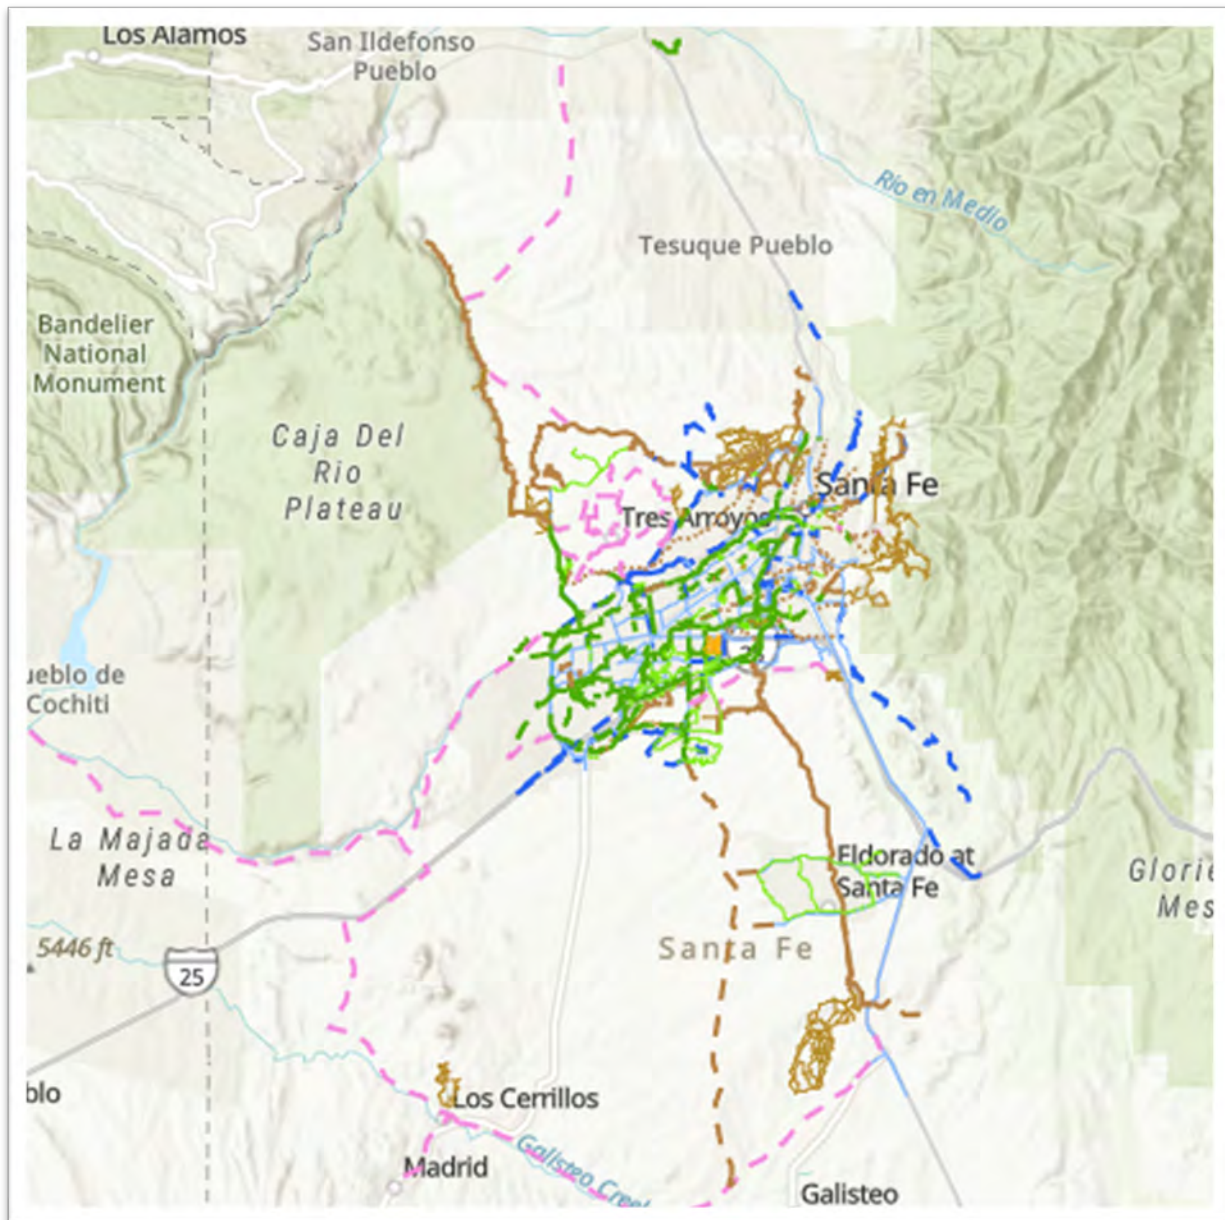 Los Alamos
San Ildefonso
Pueblo
Rio en Medio
Tesuque Pueblo
Bandelier
National
Monument
Caja Del
Rio
Plateau
Santa Fe
Tres Arroyos
ueblo de
Cochiti
La Majada
Mesa
Eldorado at
Santa Fe
Glorie
Mes
5446 ft
Santa Fe
25
blo
Los Cerrillos
Galisteo Creek
Madrid
Galisteo